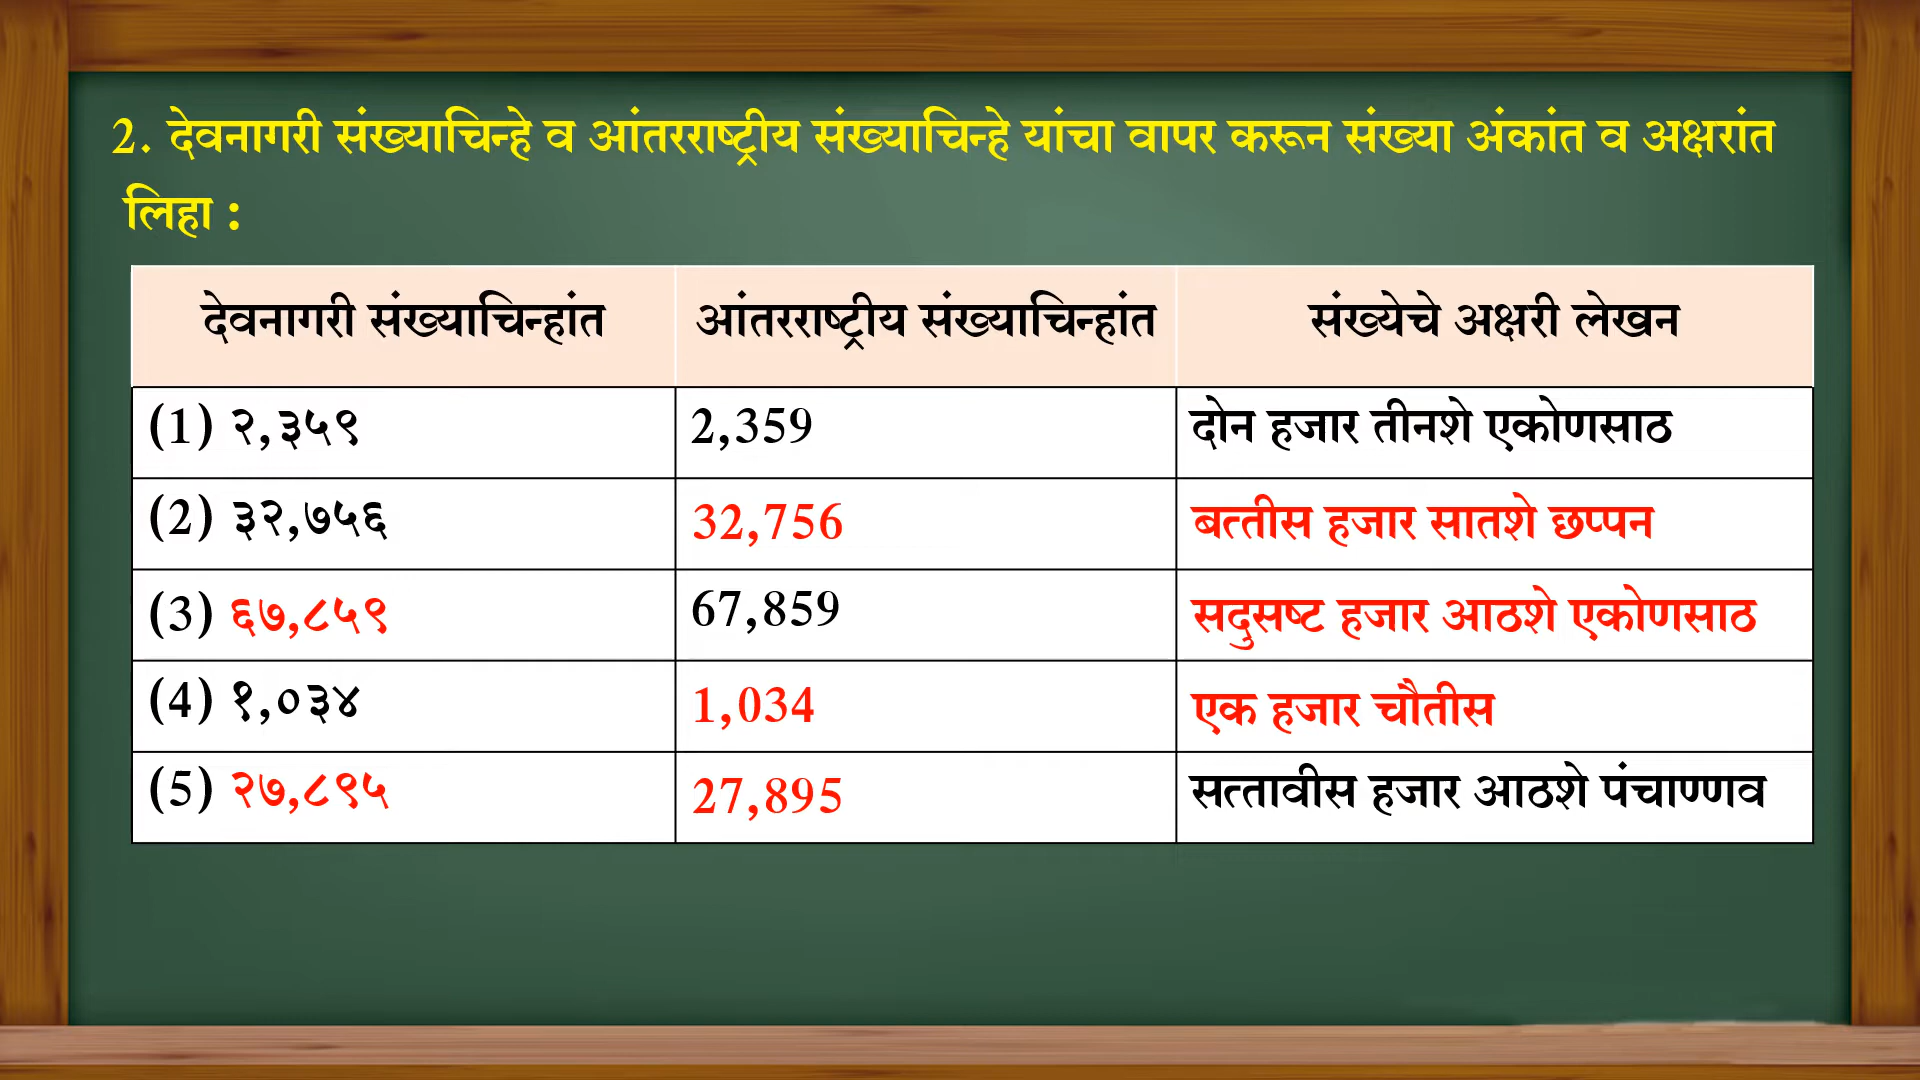 2. देवनागरी संख्याचिन्हे व आंतरराष्ट्रीय संख्याचिन्हे यांचा वापर करून संख्या अंकांत व अक्षरांत
लिहा :
देवनागरी संख्याचिन्हांत आंतरराष्ट्रीय संख्याचिन्हांत संख्येचे अक्षरी लेखन
(1) २,३५९ 2,359 दोन हजार तीनशे एकोणसाठ
(2) ३२,७५६ 32,756 बत्तीस हजार सातशे छप्पन
(3) ६७,८५९ 67,859 सदुसष्ट हजार आठशे एकोणसाठ
(4) १,०३४ 1,034 एक हजार चौतीस
(5) २७,८९५ 27,895 सत्तावीस हजार आठशे पंचाण्णव